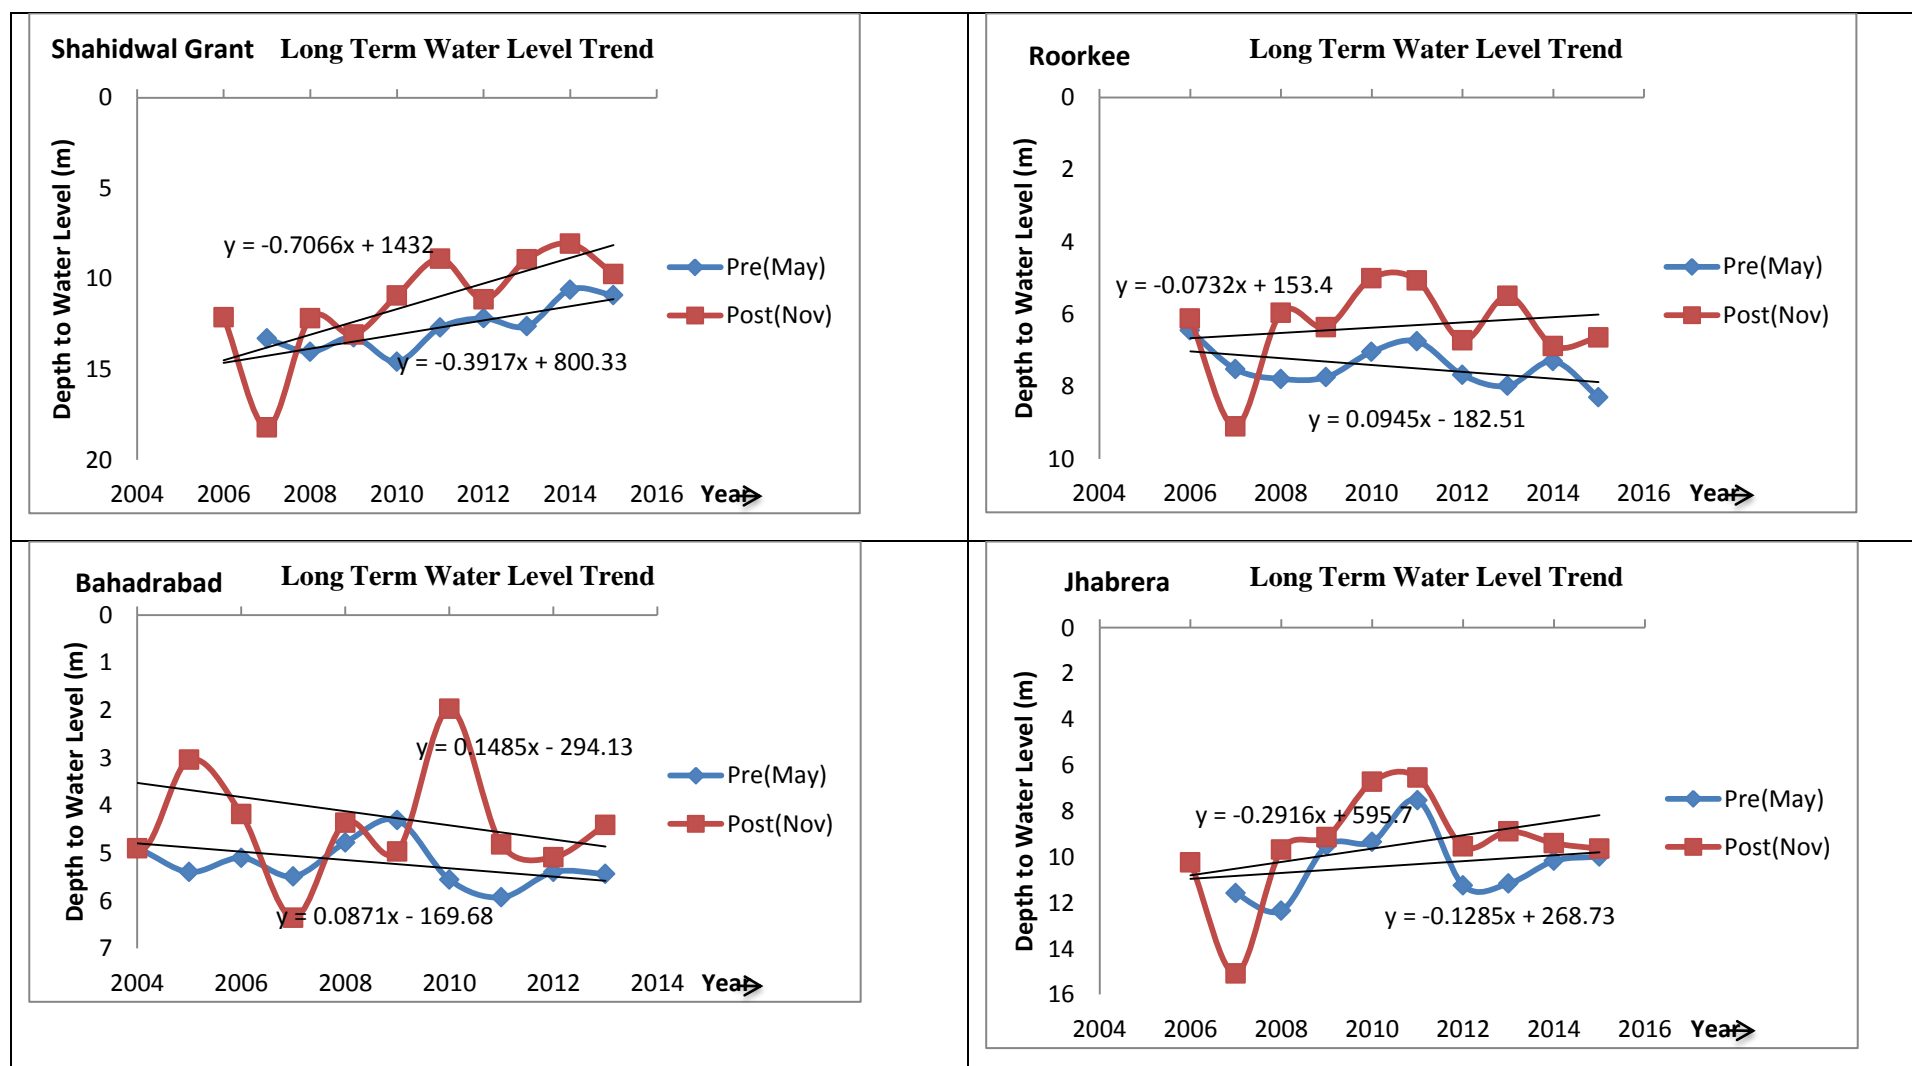 Shahidwal Grant Long Term Water Level Trend
Depth to Water Level (m)
0
5
10
15
20
y = -0.7066x + 1432
y = -0.3917x + 800.33
Pre(May)
Post(Nov)
2004 2006 2008 2010 2012 2014 2016 Year
Roorkee Long Term Water Level Trend
Depth to Water Level (m)
0
2
4
6
8
10
y = -0.0732x + 153.4
y = 0.0945x - 182.51
Pre(May)
Post(Nov)
2004 2006 2008 2010 2012 2014 2016 Year
Bahadrabad Long Term Water Level Trend
Depth to Water Level (m)
0
1
2
3
4
5
6
7
y = 0.1485x - 294.13
y = 0.0871x - 169.68
Pre(May)
Post(Nov)
2004 2006 2008 2010 2012 2014 Year
Jhabrera Long Term Water Level Trend
Depth to Water Level (m)
0
2
4
6
8
10
12
14
16
y = -0.2916x + 595.7
y = -0.1285x + 268.73
Pre(May)
Post(Nov)
2004 2006 2008 2010 2012 2014 2016 Year